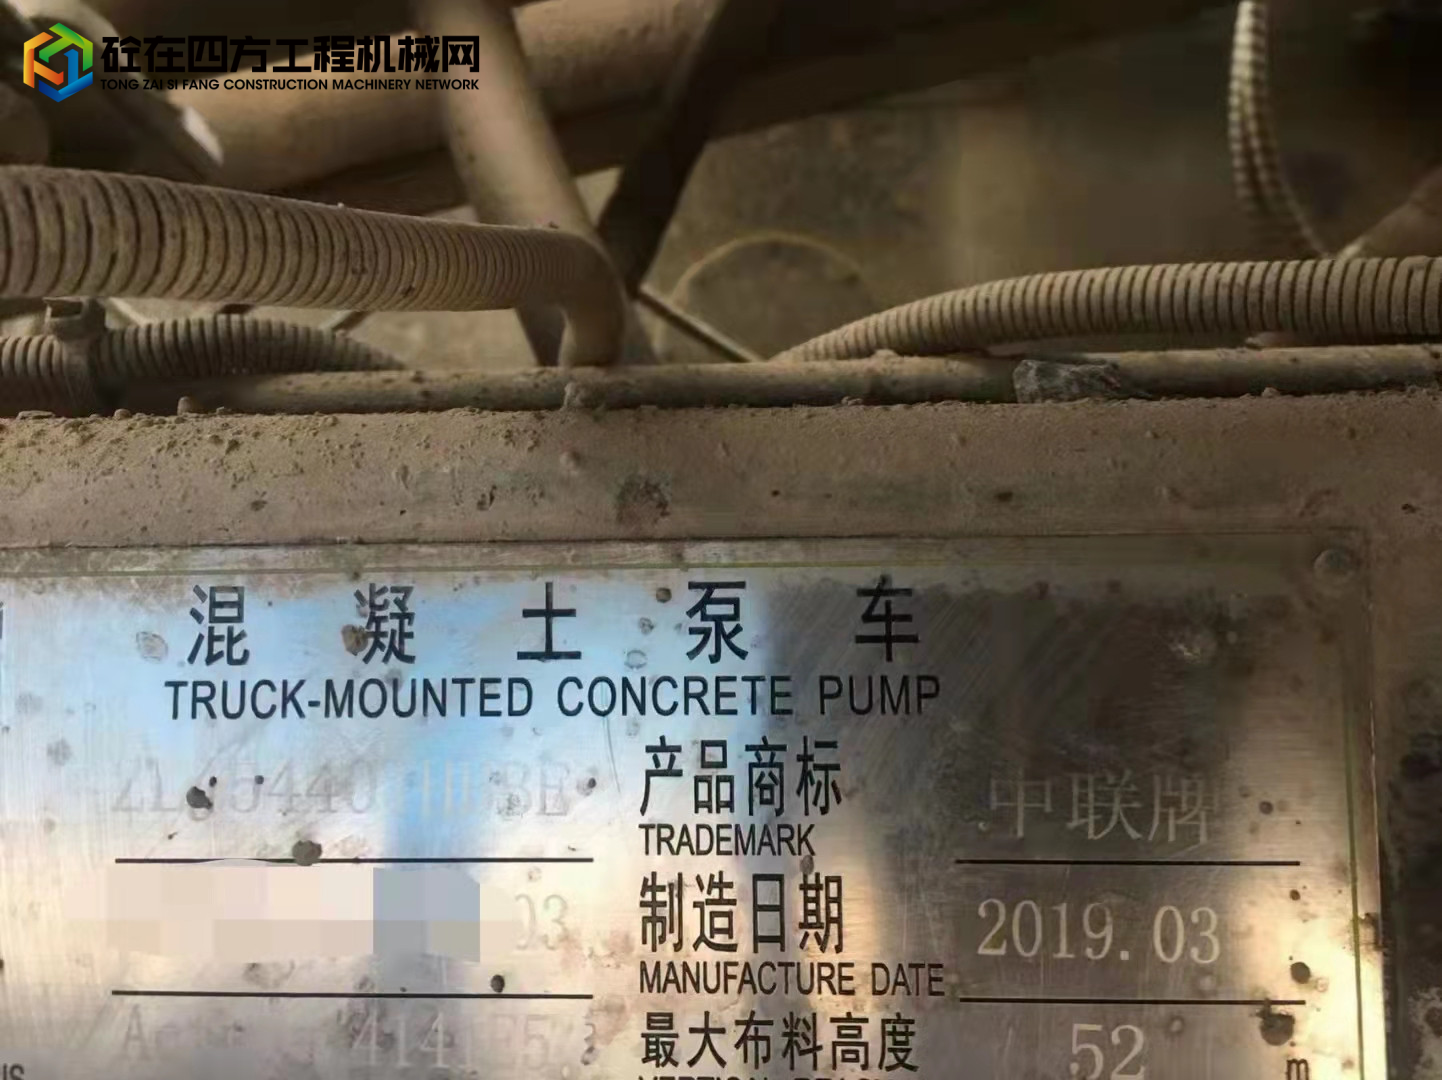 砼在四方工程机械网
TONG ZAI SI FANG CONSTRUCTION MACHINERY NETWORK
混凝土泵车
TRUCK-MOUNTED CONCRETE PUMP
产品商标 中联牌
TRADEMARK
03 制造日期 2019.03
MANUFACTURE DATE
最大布料高度 52 m